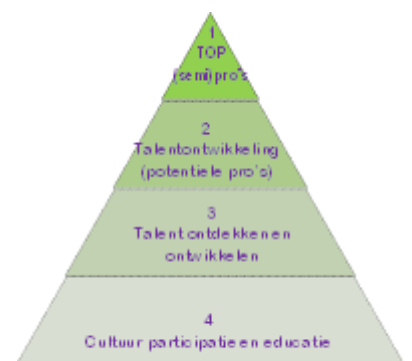 1
TOP
(semi)pro's
2
Talentontwikkeling
(potentiele pro's)
3
Talent ontdekken en
ontwikkelen
4
Cultuur participatie en educatie